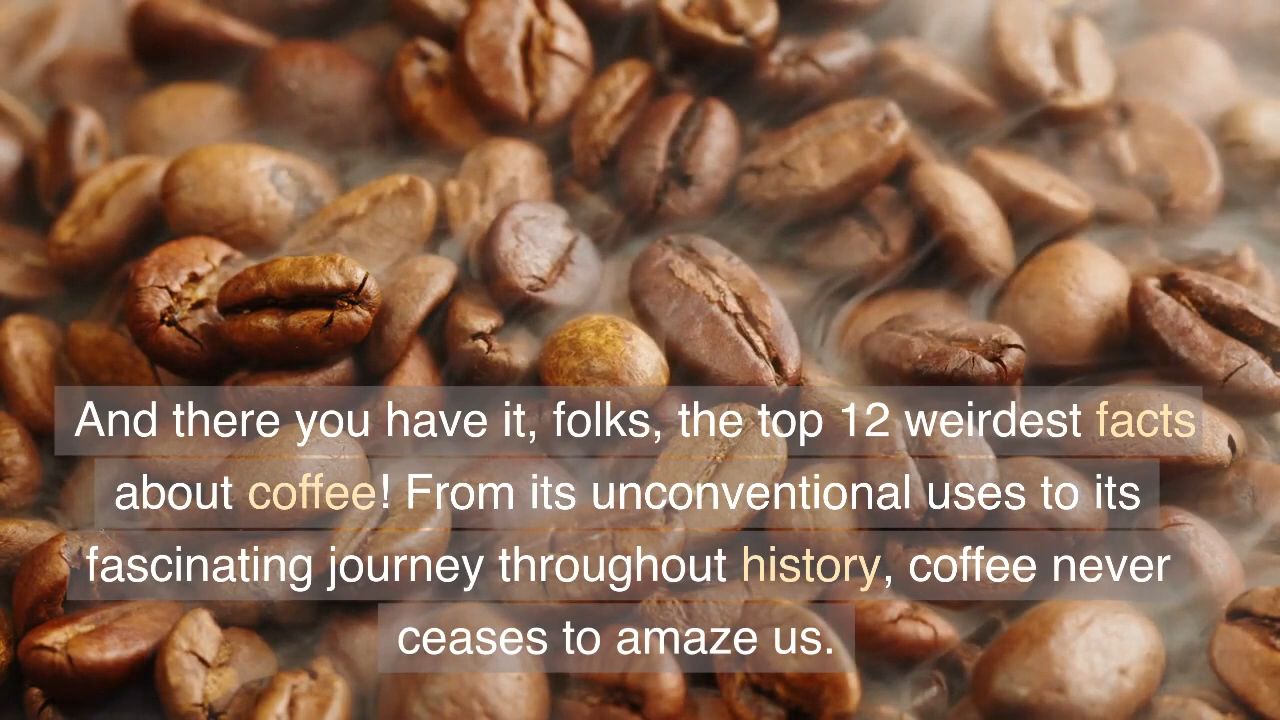 And there you have it, folks, the top 12 weirdest facts
about coffee! From its unconventional uses to its
fascinating journey throughout history, coffee never
ceases to amaze us.